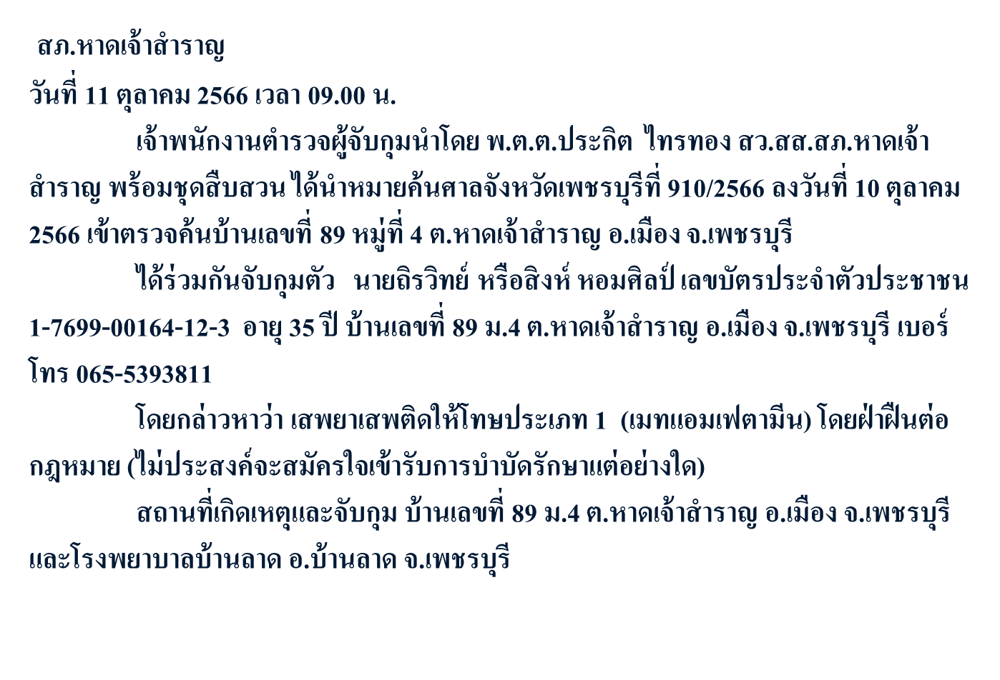 สภ.หาดเจ้าสำราญ
วันที่ 11 ตุลาคม 2566 เวลา 09.00 น.
เจ้าพนักงานตำรวจผู้จับกุมนำโดย พ.ต.ต.ประกิต ไทรทอง สว.สส.สภ.หาดเจ้า
สำราญ พร้อมชุดสืบสวน ได้นำหมายค้นศาลจังหวัดเพชรบุรีที่ 910/2566 ลงวันที่ 10 ตุลาคม
2566 เข้าตรวจค้นบ้านเลขที่ 89 หมู่ที่ 4 ต.หาดเจ้าสำราญ อ.เมือง จ.เพชรบุรี
ได้ร่วมกันจับกุมตัว นายถิรวิทย์ หรือสิงห์ หอมศิลป์ เลขบัตรประจำตัวประชาชน
1-7699-00164-12-3 อายุ 35 ปี บ้านเลขที่ 89 ม.4 ต.หาดเจ้าสำราญ อ.เมือง จ.เพชรบุรี เบอร์
โทร 065-5393811
โดยกล่าวหาว่า เสพยาเสพติดให้โทษประเภท 1 (เมทแอมเฟตามีน) โดยฝ่าฝืนต่อ
กฎหมาย (ไม่ประสงค์จะสมัครใจเข้ารับการบำบัดรักษาแต่อย่างใด)
สถานที่เกิดเหตุและจับกุม บ้านเลขที่ 89 ม.4 ต.หาดเจ้าสำราญ อ.เมือง จ.เพชรบุรี
และโรงพยาบาลบ้านลาด อ.บ้านลาด จ.เพชรบุรี